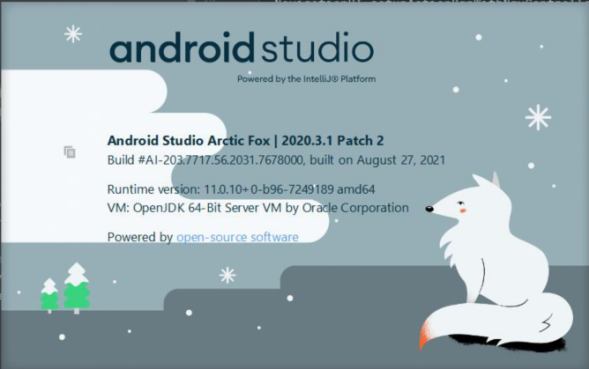 androidstudio
Powered by the IntelliJ® Platform
Android Studio Arctic Fox | 2020.3.1 Patch 2
Build #AI-203.7717.56.2031.7678000, built on August 27, 2021
Runtime version: 11.0.10+0-b96-7249189 amd64
VM: OpenJDK 64-Bit Server VM by Oracle Corporation
Powered by open-source software